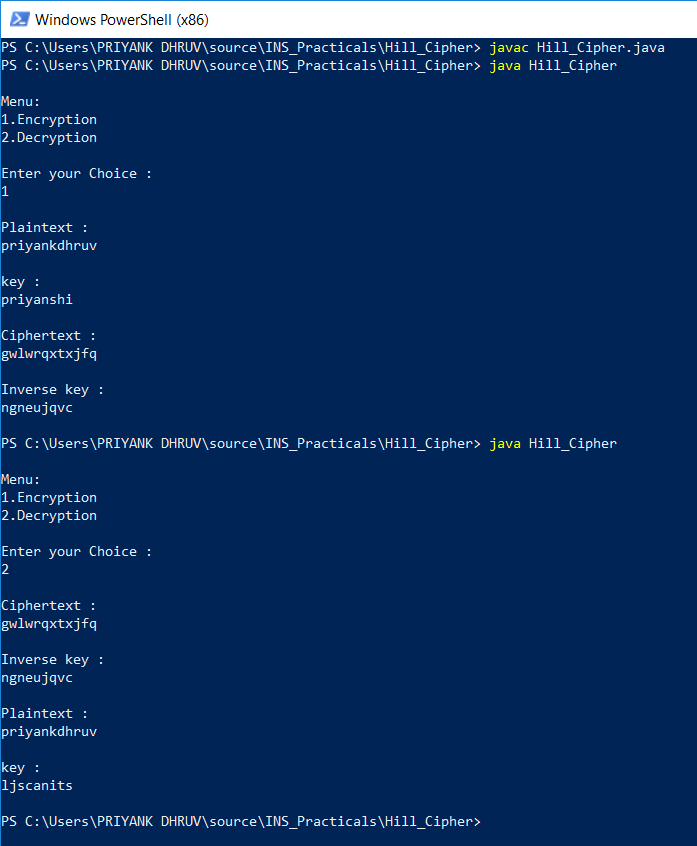 Windows PowerShell (x86)
PS C:\Users\PRIYANK DHRUV\source\INS_Practicals\Hill_Cipher> javac Hill_Cipher.java
PS C:\Users\PRIYANK DHRUV\source\INS_Practicals\Hill_Cipher> java Hill_Cipher
Menu:
1.Encryption
2.Decryption
Enter your Choice :
1
Plaintext :
priyankdhruv
key :
priyanshi
Ciphertext :
gwlwrqxtxjfq
Inverse key :
ngneujqvc
PS C:\Users\PRIYANK DHRUV\source\INS_Practicals\Hill_Cipher> java Hill_Cipher
Menu:
1.Encryption
2.Decryption
Enter your Choice :
2
Ciphertext :
gwlwrqxtxjfq
Inverse key :
ngneujqvc
Plaintext :
priyankdhruv
key :
ljscanits
PS C:\Users\PRIYANK DHRUV\source\INS_Practicals\Hill_Cipher>